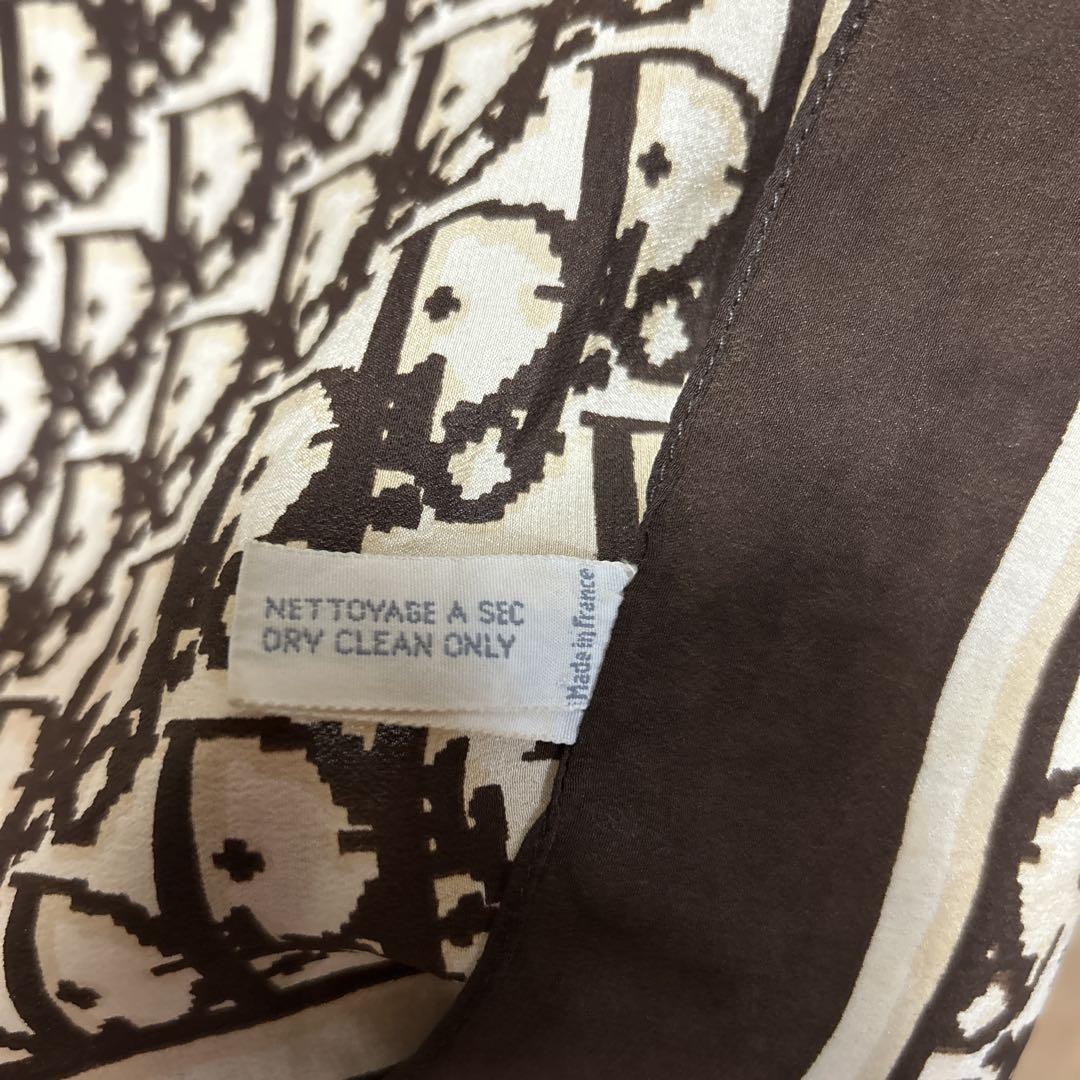 NETTOYAGE A SEC
DRY CLEAN ONLY
Made in France